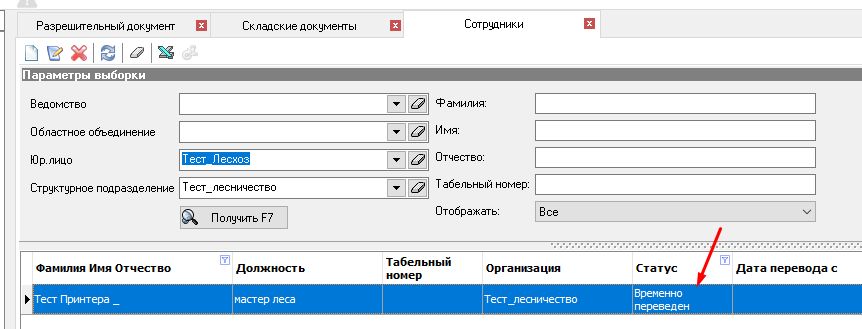 Разрешительный документ
Складские документы
Сотрудники
Параметры выборки
Ведомство
Фамилия:
Областное объединение
Имя:
Юр.лицо
Тест_Лесхоз
Отчество:
Структурное подразделение
Тест_лесничество
Табельный номер:
Получить F7
Отображать:
Все
Фамилия Имя Отчество
Должность
Табельный номер
Организация
Статус
Дата перевода с
Тест Принтера _
мастер леса
Тест_лесничество
Временно переведен